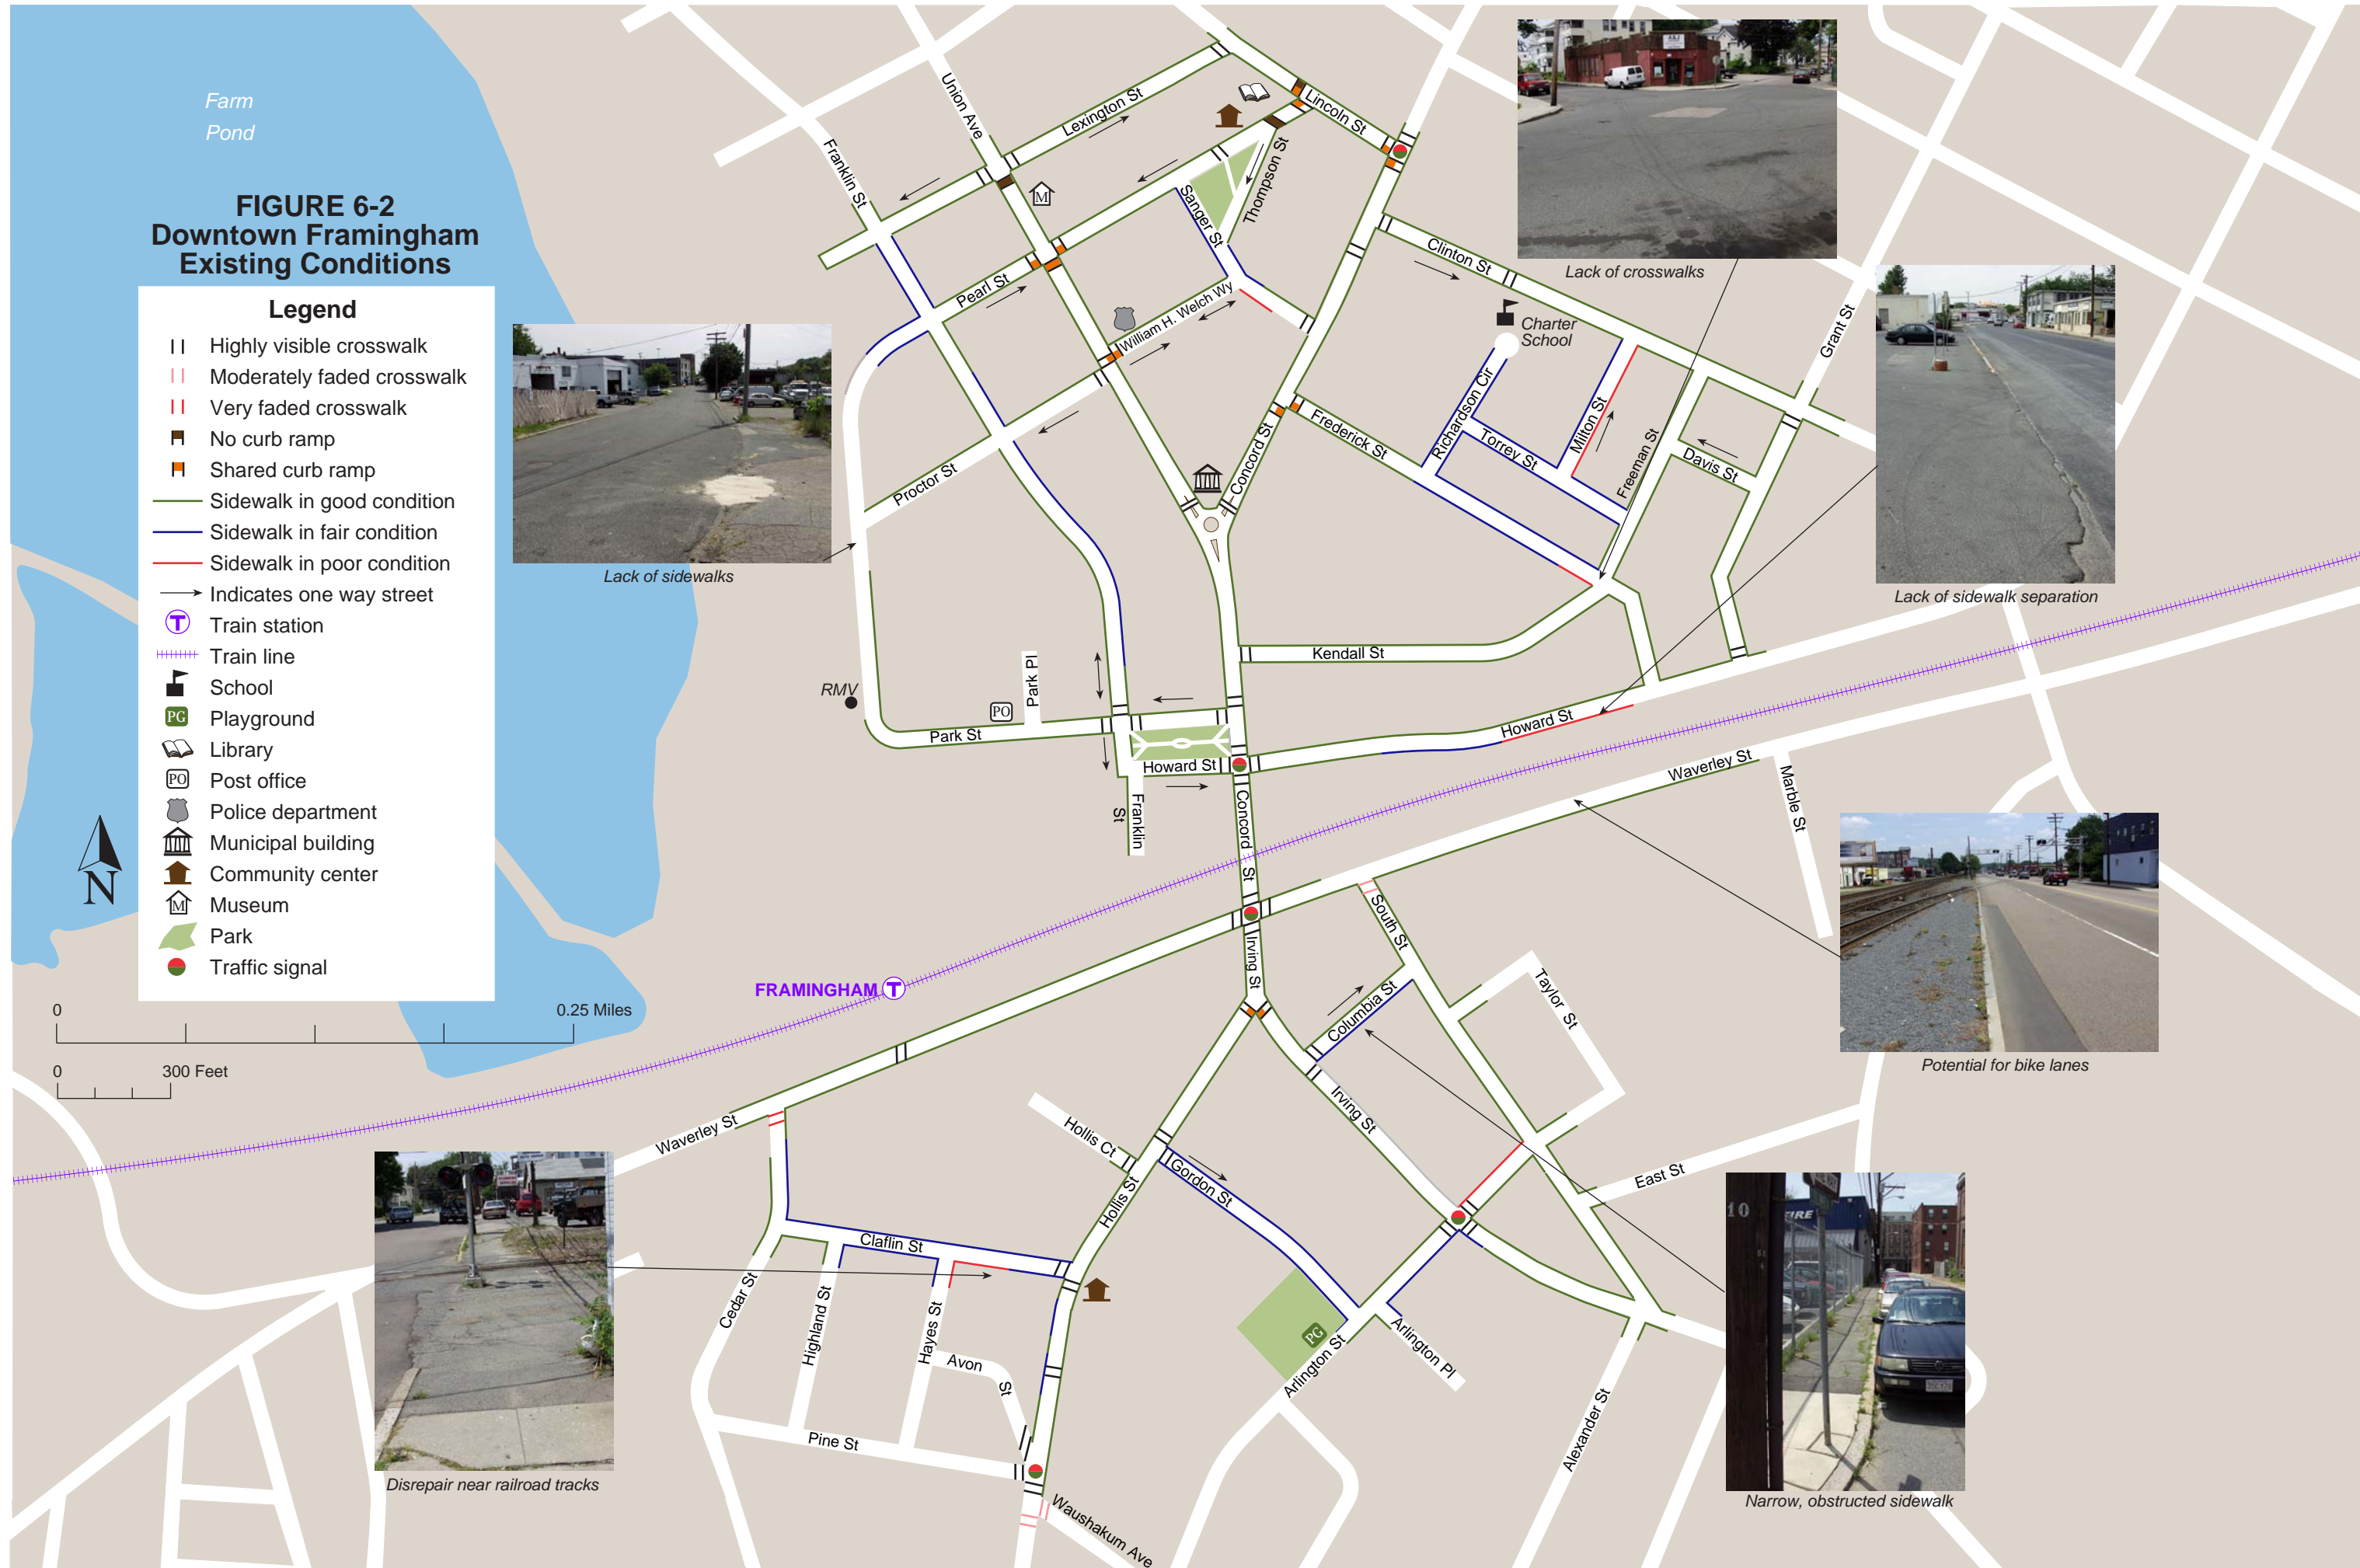 Farm
Pond
FIGURE 6-2
Downtown Framingham
Existing Conditions
Legend
Highly visible crosswalk
Moderately faded crosswalk
Very faded crosswalk
No curb ramp
Shared curb ramp
Sidewalk in good condition
Sidewalk in fair condition
Sidewalk in poor condition
Indicates one way street
T Train station
Train line
School
PG Playground
Library
PO Post office
Police department
Municipal building
Community center
M Museum
Park
Traffic signal
N
0 0.25 Miles
0 300 Feet
Union Ave
Lexington St
Lincoln St
Franklin St
M
Thompson St
Sanger St
Pearl St
William H. Welch Wy
Clinton St
Lack of crosswalks
Charter
School
Grant St
Richardson Cir
Milton St
Torrey St
Frederick St
Concord St
Freeman St
Davis St
Proctor St
Lack of sidewalks
Lack of sidewalk separation
Kendall St
Park Pl
RMV
PO
Park St
Howard St
Howard St
Franklin
St
Concord St
Waverley St
Marble St
South St
Irving St
FRAMINGHAM T
Columbia St
Taylor St
Potential for bike lanes
Irving St
Waverley St
Hollis Ct
Gordon St
Hollis St
East St
Claflin St
Cedar St
Highland St
Hayes St
Avon
St
PG
Arlington St
Arlington Pl
Alexander St
Pine St
Waushakum Ave
Disrepair near railroad tracks
10
Narrow, obstructed sidewalk